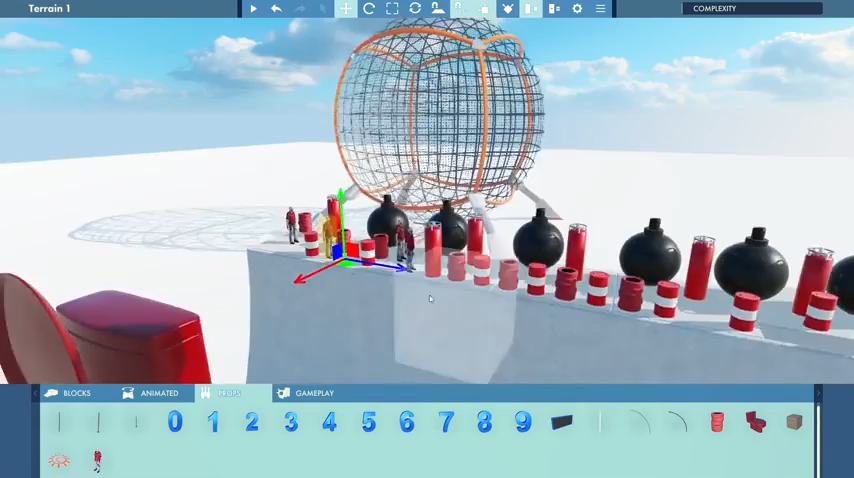 Terrain 1
COMPLEXITY
BLOCKS
ANIMATED
PROPS
GAMEPLAY
0 1 2 3 4 5 6 7 8 9